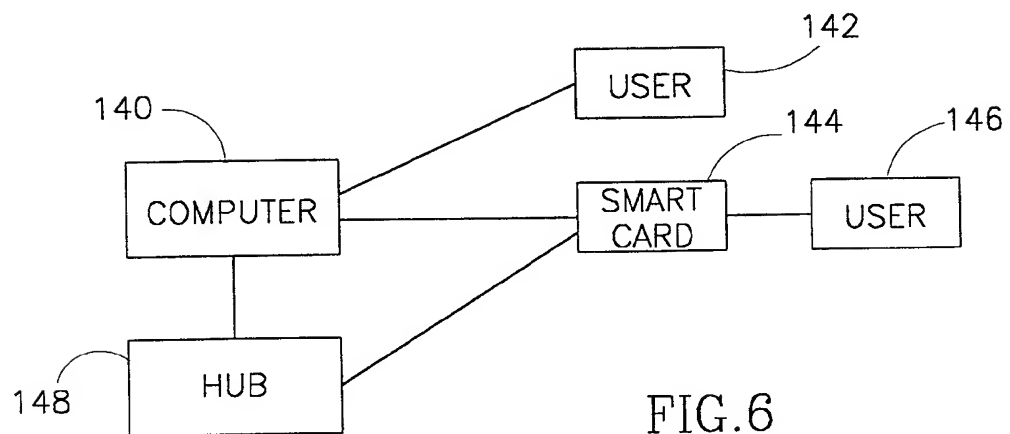 142
USER
140
144
146
COMPUTER
SMART
CARD
USER
148
HUB
FIG.6